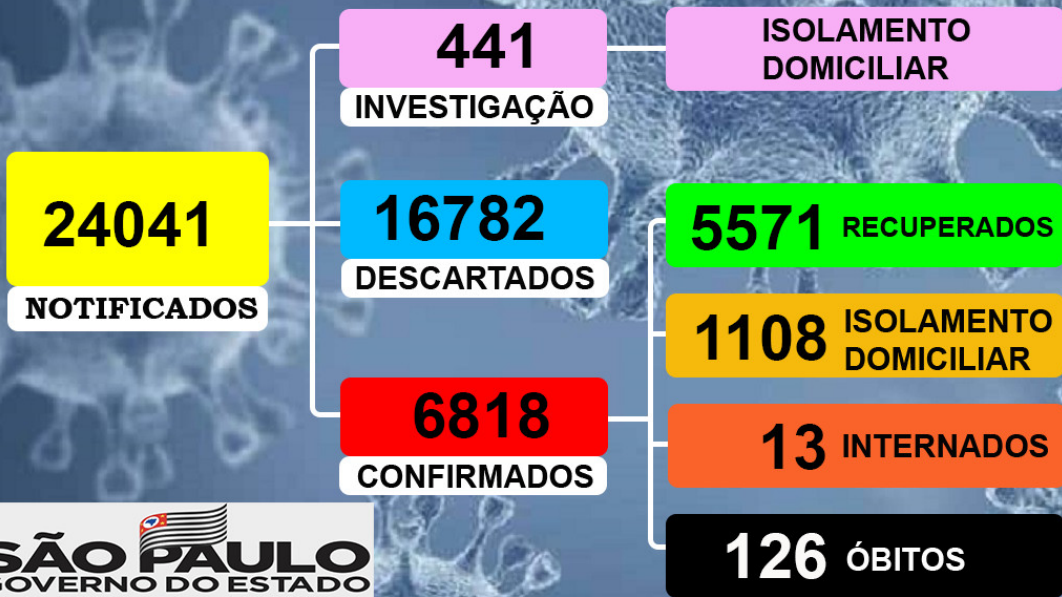 441
INVESTIGAÇÃO
ISOLAMENTO
DOMICILIAR
24041
NOTIFICADOS
16782
DESCARTADOS
6818
CONFIRMADOS
5571 RECUPERADOS
1108 ISOLAMENTO
DOMICILIAR
13 INTERNADOS
126 ÓBITOS
SÃO PAULO
GOVERNO DO ESTADO